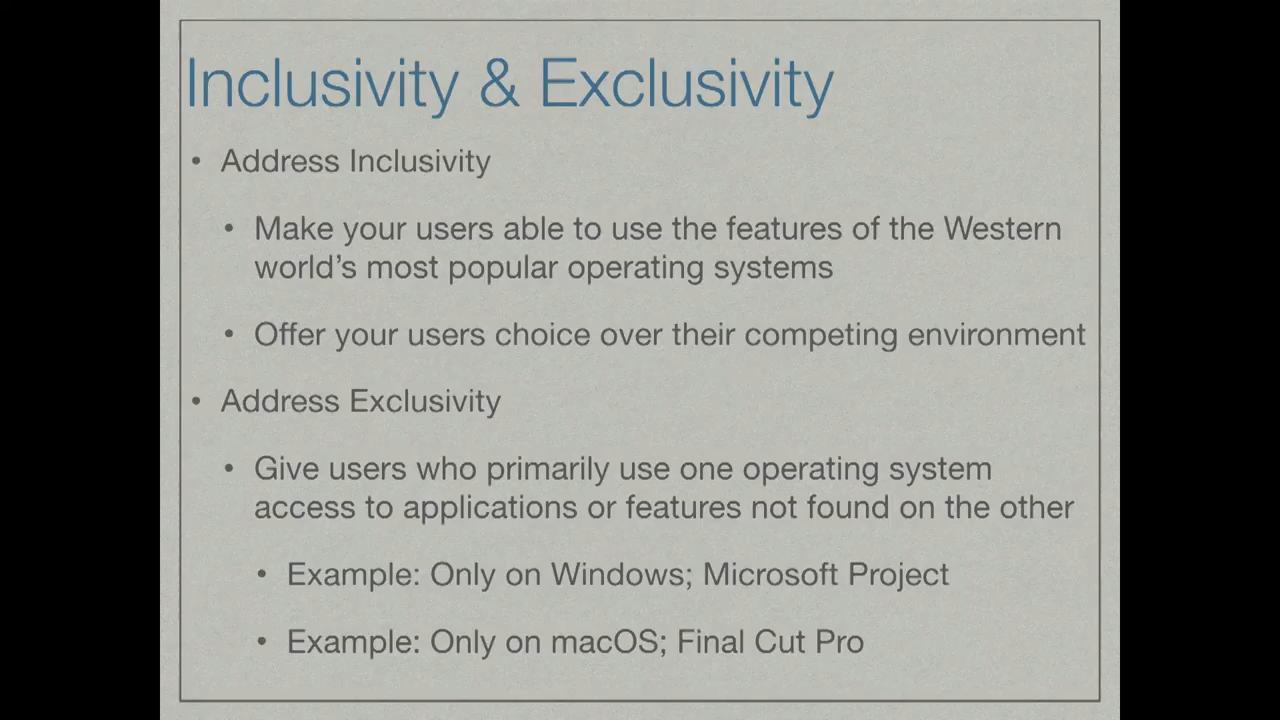 Inclusivity & Exclusivity
• Address Inclusivity
• Make your users able to use the features of the Western
world’s most popular operating systems
• Offer your users choice over their competing environment
• Address Exclusivity
• Give users who primarily use one operating system
access to applications or features not found on the other
• Example: Only on Windows; Microsoft Project
• Example: Only on macOS; Final Cut Pro